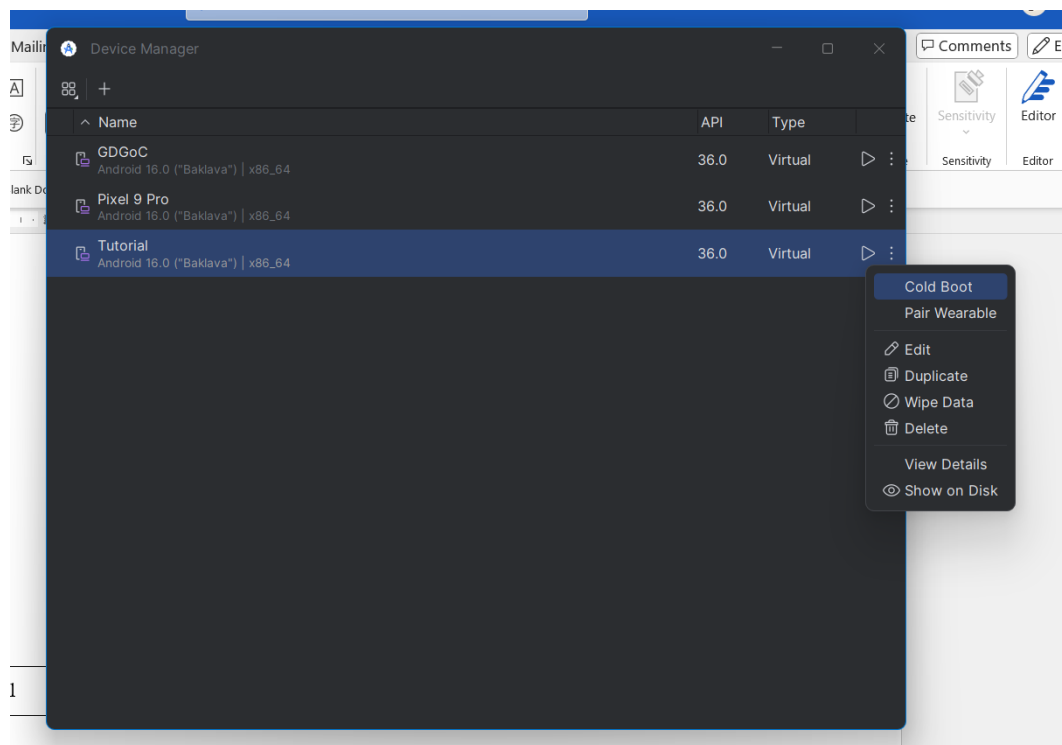 Device Manager
Comments
Name
API
Type
GDGoC
Android 16.0 ("Baklava") | x86_64
36.0
Virtual
Pixel 9 Pro
Android 16.0 ("Baklava") | x86_64
36.0
Virtual
Tutorial
Android 16.0 ("Baklava") | x86_64
36.0
Virtual
Cold Boot
Pair Wearable
Edit
Duplicate
Wipe Data
Delete
View Details
Show on Disk
Sensitivity
Editor
Sensitivity
Editor
A
字
1